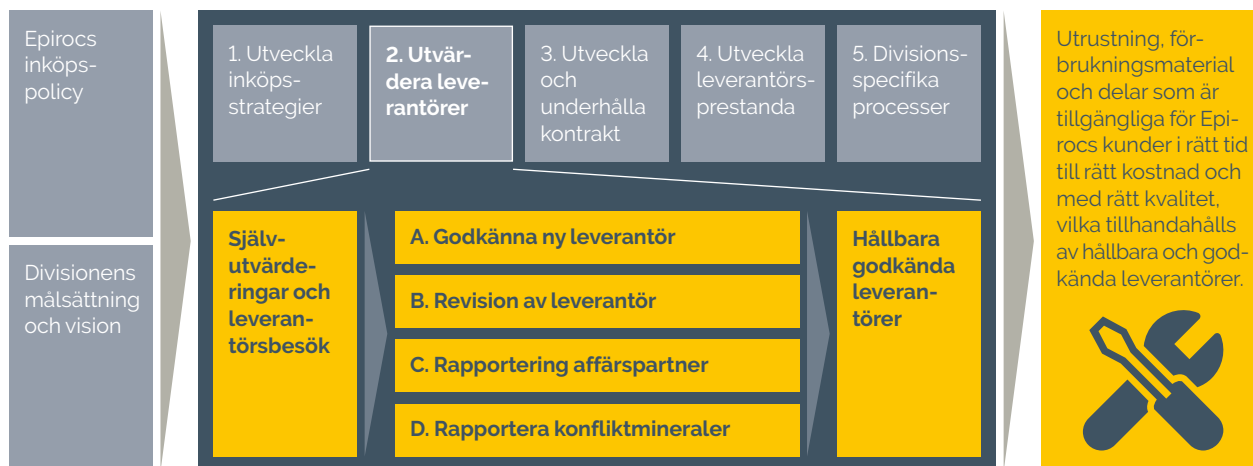 Epirocs
inköps-
policy
Divisionens
målsättning
och vision
1. Utveckla
inköps-
strategier
2. Utvär-
dera leve-
rantörer
3. Utveckla
och
underhålla
kontrakt
4. Utveckla
leverantörs-
prestanda
5. Divisions-
specifika
processer
Själv-
utvärde-
ringar och
leveran-
törsbesök
A. Godkänna ny leverantör
B. Revision av leverantör
C. Rapportering affärspartner
D. Rapportera konfliktmineraler
Hållbara
godkända
leveran-
törer
Utrustning, för-
brukningsmaterial
och delar som är
tillgängliga för Epi-
rocs kunder i rätt tid
till rätt kostnad och
med rätt kvalitet,
vilka tillhandahålls
av hållbara och god-
kända leverantörer.